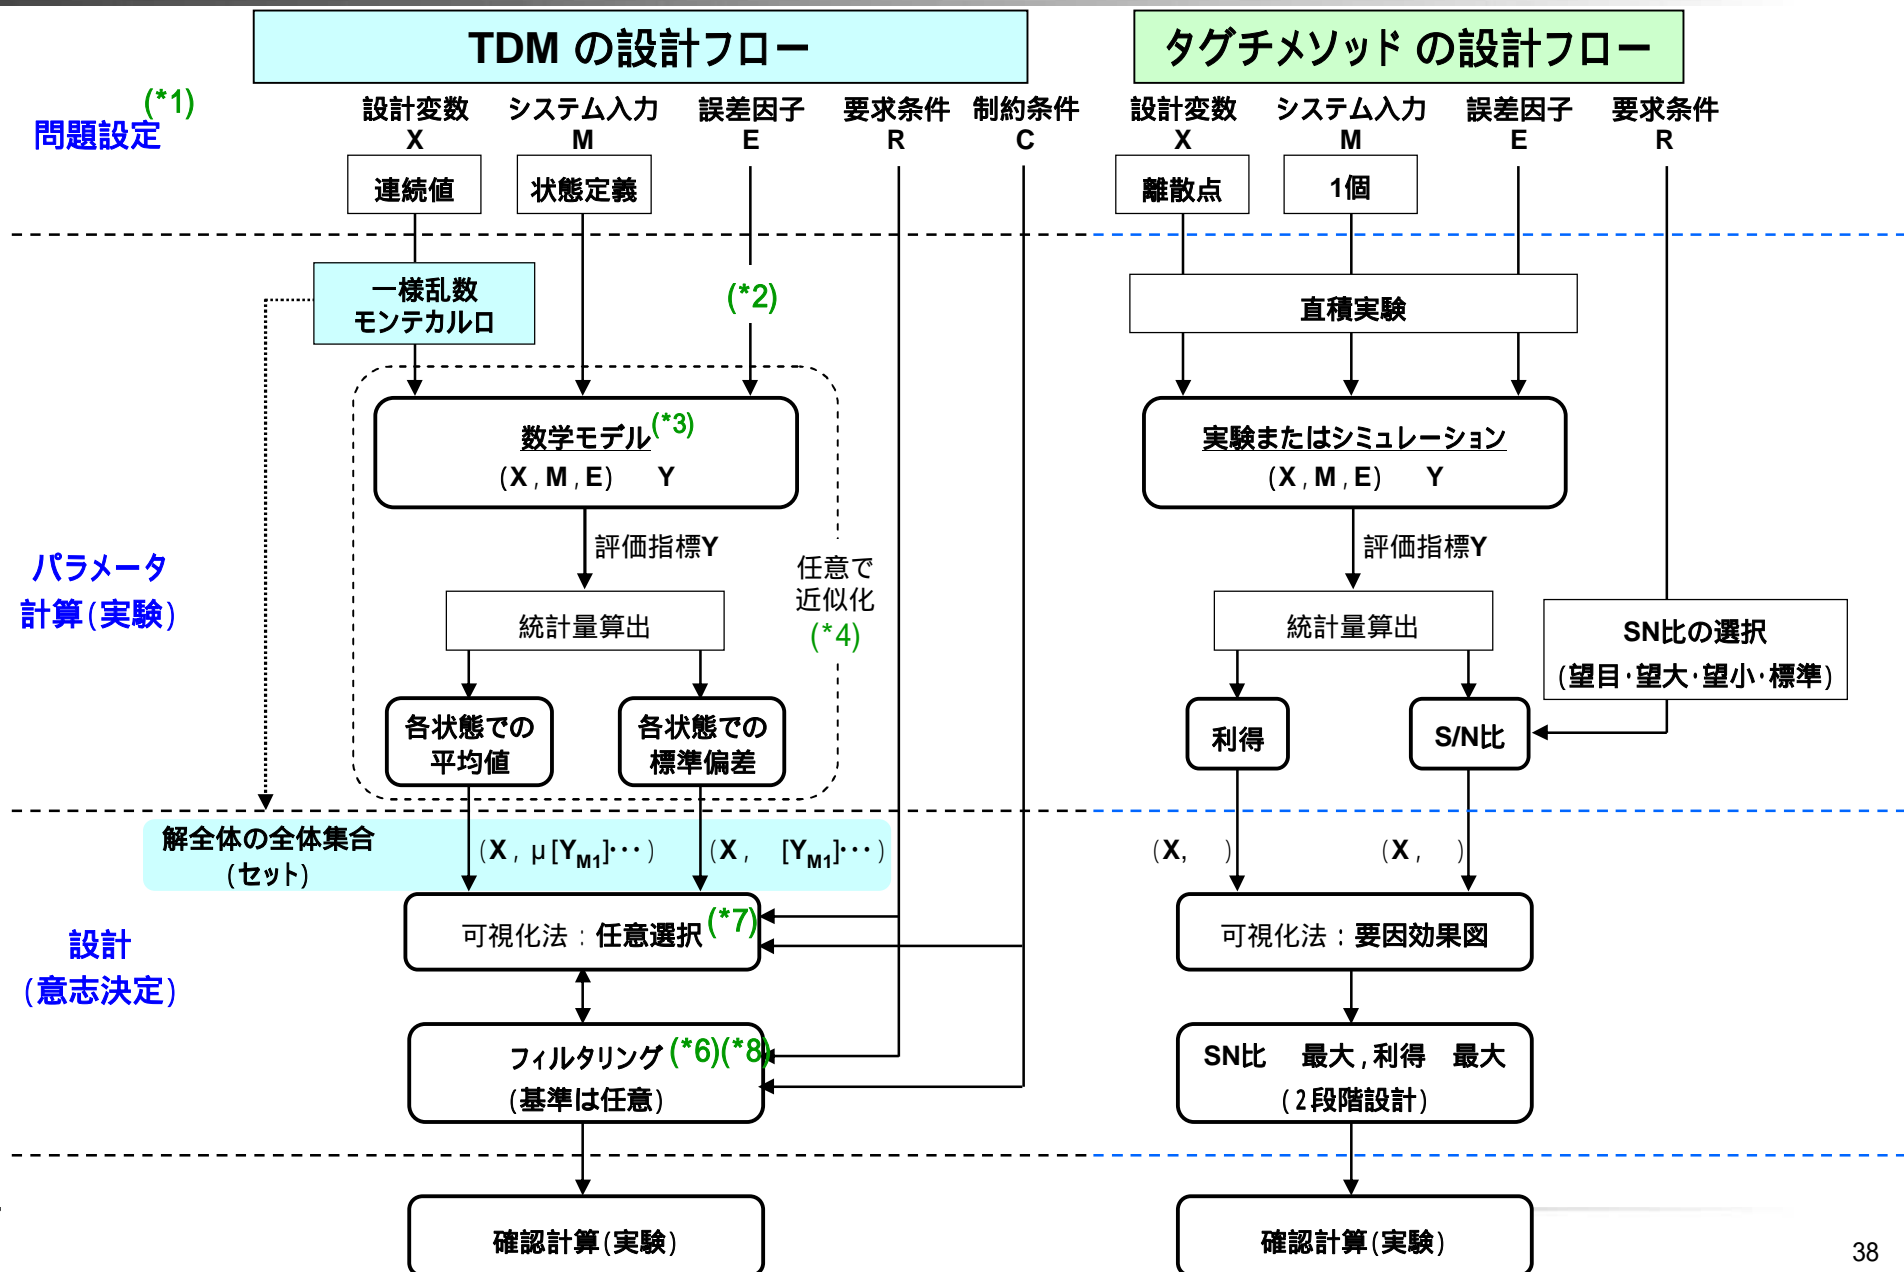 TDM の設計フロー
タグチメソッド の設計フロー
(*1)
問題設定
設計変数
X
システム入力
M
誤差因子
E
要求条件
R
制約条件
C
設計変数
X
システム入力
M
誤差因子
E
要求条件
R
連続値
状態定義
離散点
1個
一様乱数
モンテカルロ
(*2)
直積実験
数学モデル(*3)
(X , M , E) Y
実験またはシミュレーション
(X , M , E) Y
パラメータ
計算(実験)
評価指標Y
任意で
近似化
(*4)
評価指標Y
統計量算出
統計量算出
SN比の選択
(望目・望大・望小・標準)
各状態での
平均値
各状態での
標準偏差
利得
S/N比
解全体の全体集合
(セット)
(X , μ [YM1]・・・)
(X , [YM1]・・・)
(X, )
(X , )
設計
(意志決定)
可視化法 : 任意選択(*7)
可視化法 : 要因効果図
フィルタリング(*6)(*8)
(基準は任意)
SN比 最大 , 利得 最大
(2段階設計)
確認計算(実験)
確認計算(実験)
38